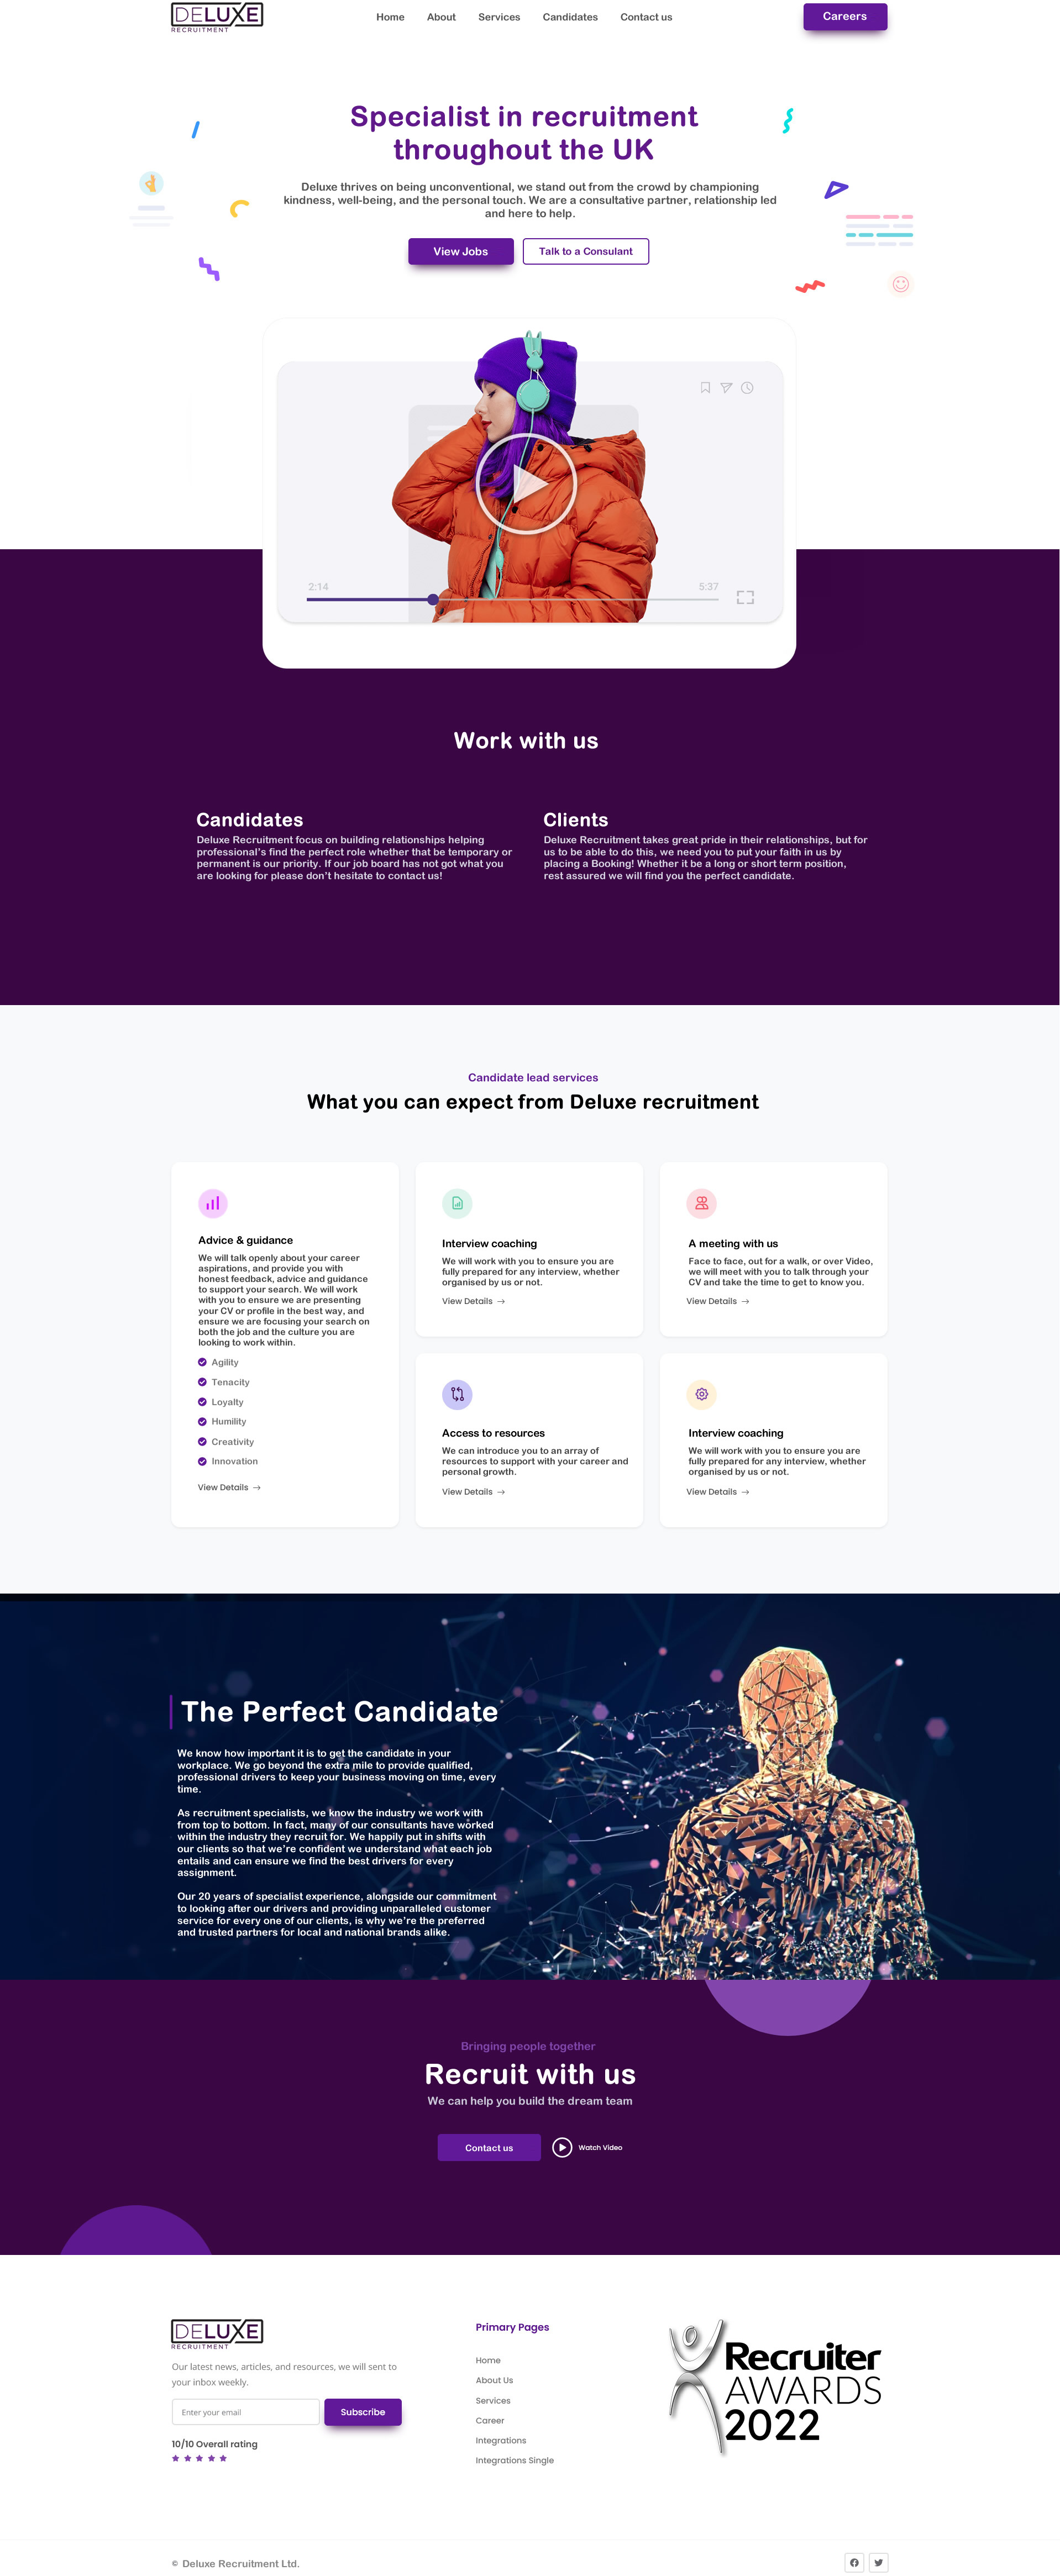 DELUXE
RECRUITMENT
Home About Services Candidates Contact us
Careers
Specialist in recruitment
throughout the UK
Deluxe thrives on being unconventional, we stand out from the crowd by championing
kindness, well-being, and the personal touch. We are a consultative partner, relationship led
and here to help.
View Jobs
Talk to a Consulant
2:14
5:37
Work with us
Candidates
Deluxe Recruitment focus on building relationships helping
professional's find the perfect role whether that be temporary or
permanent is our priority. If our job board has not got what you
are looking for please don't hesitate to contact us!
Clients
Deluxe Recruitment takes great pride in their relationships, but for
us to be able to do this, we need you to put your faith in us by
placing a Booking! Whether it be a long or short term position,
rest assured we will find you the perfect candidate.
Candidate lead services
What you can expect from Deluxe recruitment
Advice & guidance
We will talk openly about your career
aspirations, and provide you with
honest feedback, advice and guidance
to support your search. We will work
with you to ensure we are presenting
your CV or profile in the best way, and
ensure we are focusing your search on
both the job and the culture you are
looking to work within.
Agility
Tenacity
Loyalty
Humility
Creativity
Innovation
View Details →
Interview coaching
We will work with you to ensure you are
fully prepared for any interview, whether
organised by us or not.
View Details →
A meeting with us
Face to face, out for a walk, or over Video,
we will meet with you to talk through your
CV and take the time to get to know you.
View Details →
Access to resources
We can introduce you to an array of
resources to support with your career and
personal growth.
View Details →
Interview coaching
We will work with you to ensure you are
fully prepared for any interview, whether
organised by us or not.
View Details →
The Perfect Candidate
We know how important it is to get the candidate in your
workplace. We go beyond the extra mile to provide qualified,
professional drivers to keep your business moving on time, every
time.
As recruitment specialists, we know the industry we work with
from top to bottom. In fact, many of our consultants have worked
within the industry they recruit for. We happily put in shifts with
our clients so that we're confident we understand what each job
entails and can ensure we find the best drivers for every
assignment.
Our 20 years of specialist experience, alongside our commitment
to looking after our drivers and providing unparalleled customer
service for every one of our clients, is why we're the preferred
and trusted partners for local and national brands alike.
Bringing people together
Recruit with us
We can help you build the dream team
Contact us
Watch Video
DELUXE
RECRUITMENT
Our latest news, articles, and resources, we will sent to
your inbox weekly.
Enter your email
Subscribe
10/10 Overall rating
Primary Pages
Home
About Us
Services
Career
Integrations
Integrations Single
Recruiter
AWARDS
2022
© Deluxe Recruitment Ltd.